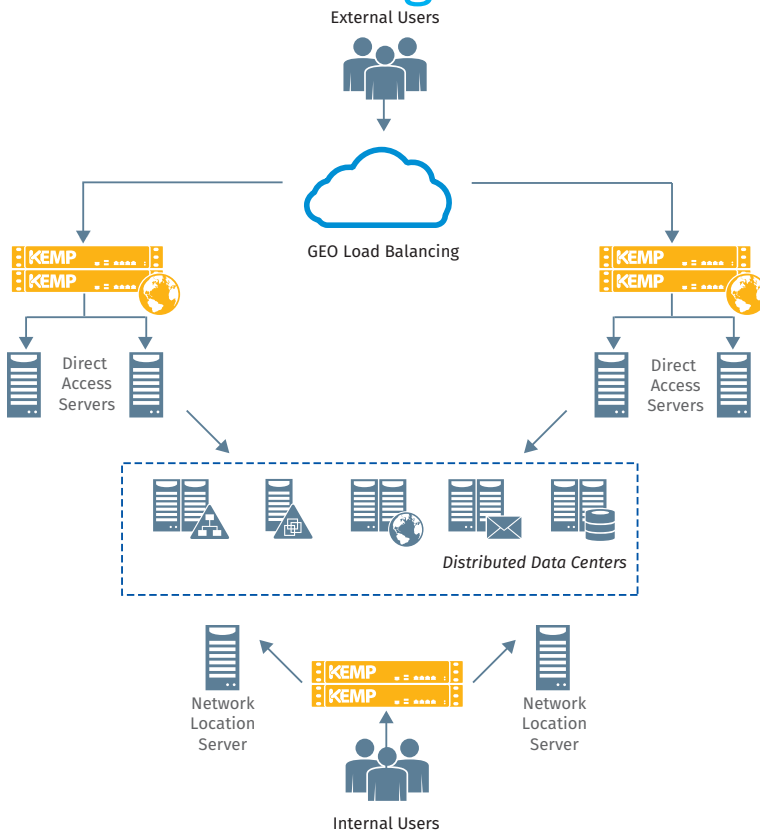 External Users
GEO Load Balancing
KEMP
KEMP
KEMP
KEMP
Direct
Access
Servers
Direct
Access
Servers
Distributed Data Centers
KEMP
KEMP
Network
Location
Server
Network
Location
Server
Internal Users